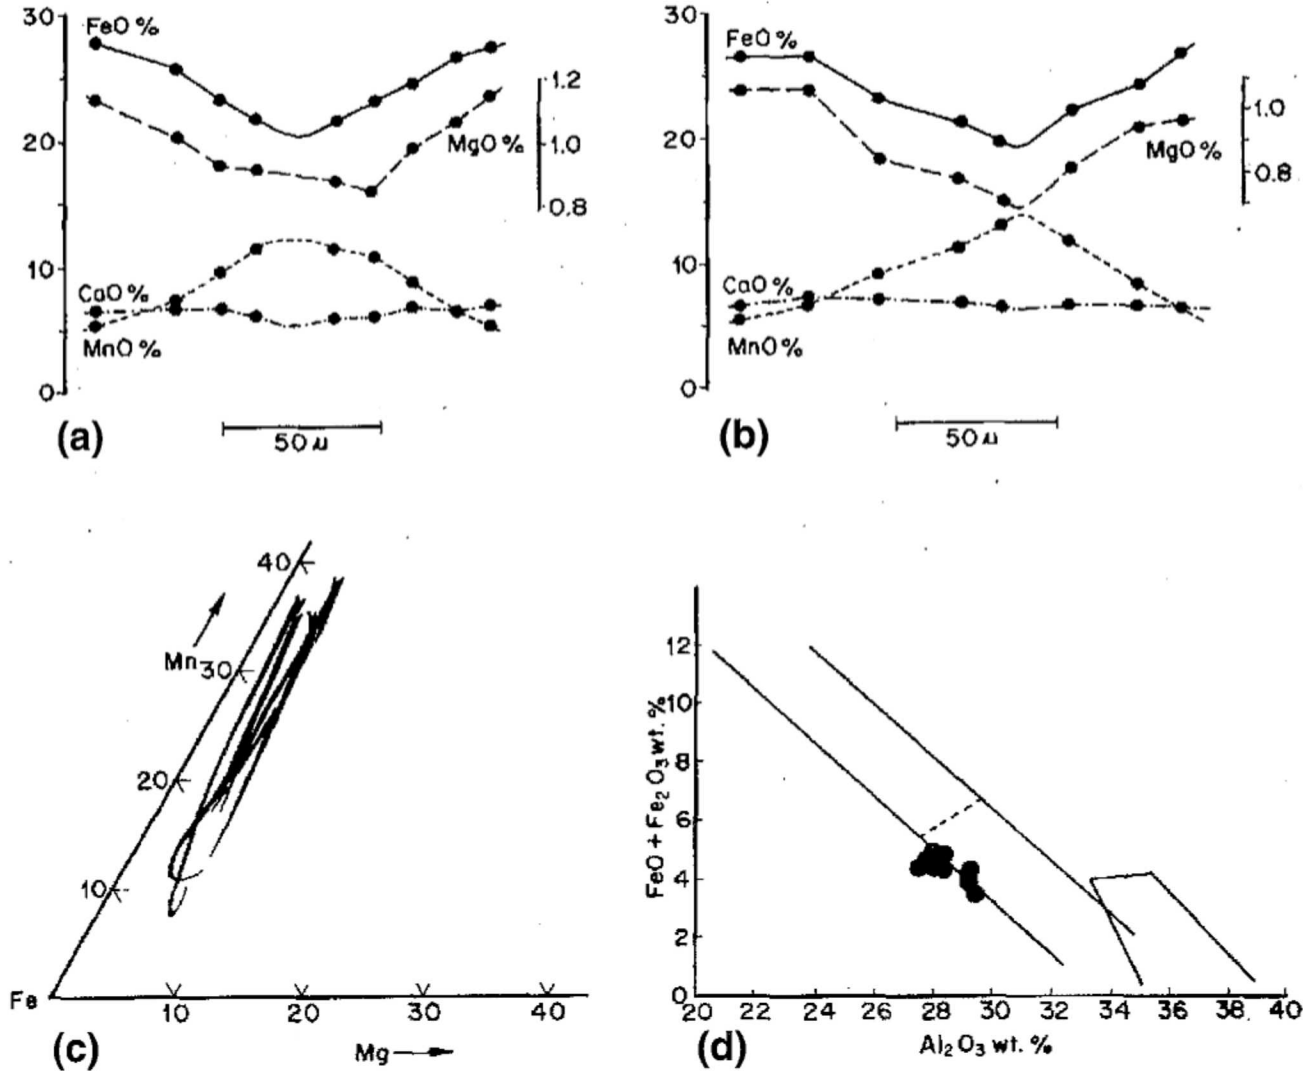 30
FeO %
1.2
20
MgO %
1.0
0.8
10
CaO %
MnO %
0
(a)
50 μ
30
FeO %
1.0
20
MgO %
0.8
10
CaO %
MnO %
0
(b)
50 μ
40
Mn
30
20
10
Fe
10
20
30
40
(c)
Mg
12
10
8
6
4
2
0
FeO + Fe₂O₃ wt. %
20
22
24
26
28
30
32
34
36
38
40
(d)
Al₂O₃ wt. %